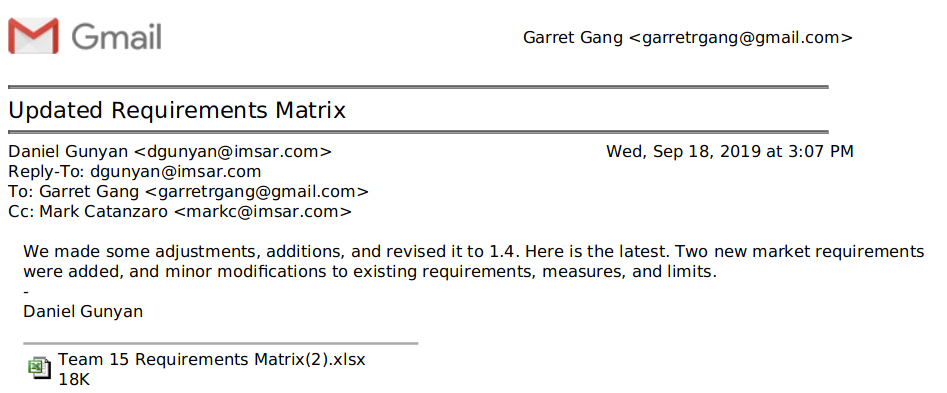 Gmail
Garret Gang <garretrgang@gmail.com>
Updated Requirements Matrix
Daniel Gunyan <dgunyan@imsar.com>
Wed, Sep 18, 2019 at 3:07 PM
Reply-To: dgunyan@imsar.com
To: Garret Gang <garretrgang@gmail.com>
Cc: Mark Catanzaro <markc@imsar.com>
We made some adjustments, additions, and revised it to 1.4. Here is the latest. Two new market requirements
were added, and minor modifications to existing requirements, measures, and limits.
-
Daniel Gunyan
Team 15 Requirements Matrix(2).xlsx
18K